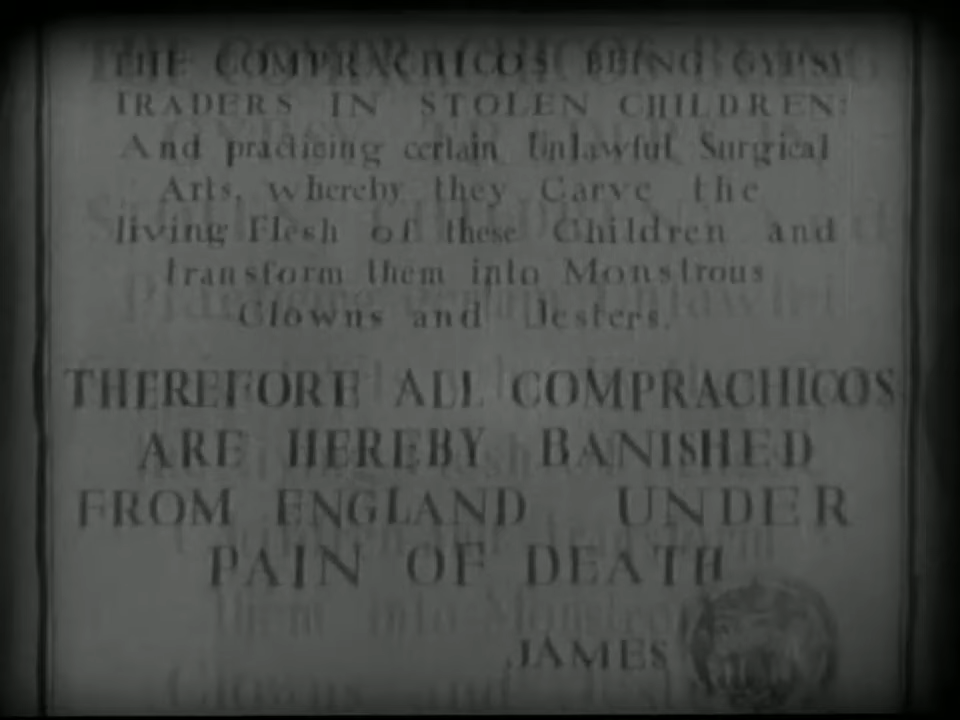 THE COMPRACHICOS BEING GYPSY
TRADERS IN STOLEN CHILDREN:
And practicing certain Unlawful Surgical
Arts, whereby they Carve the
living Flesh of these Children and
transform them into Monstrous
Clowns and Jesters.
THEREFORE ALL COMPRACHICOS
ARE HEREBY BANISHED
FROM ENGLAND UNDER
PAIN OF DEATH
JAMES